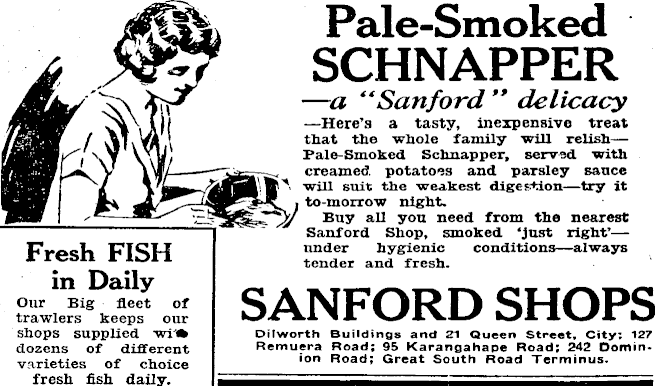 Pale-Smoked
SCHNAPPER
—a "Sanford" delicacy
—Here's a tasty, inexpensive treat
that the whole family will relish—
Pale-Smoked Schnapper, served with
creamed potatoes and parsley sauce
will suit the weakest digestion—try it
to-morrow night.
Buy all you need from the nearest
Sanford Shop, smoked 'just right'—
under hygienic conditions—always
tender and fresh.
Fresh FISH
in Daily
Our Big fleet of
trawlers keeps our
shops supplied with
dozens of different
varieties of choice
fresh fish daily.
SANFORD SHOPS
Dilworth Buildings and 21 Queen Street, City; 127
Remuera Road; 95 Karangahape Road; 242 Domin-
ion Road; Great South Road Terminus.